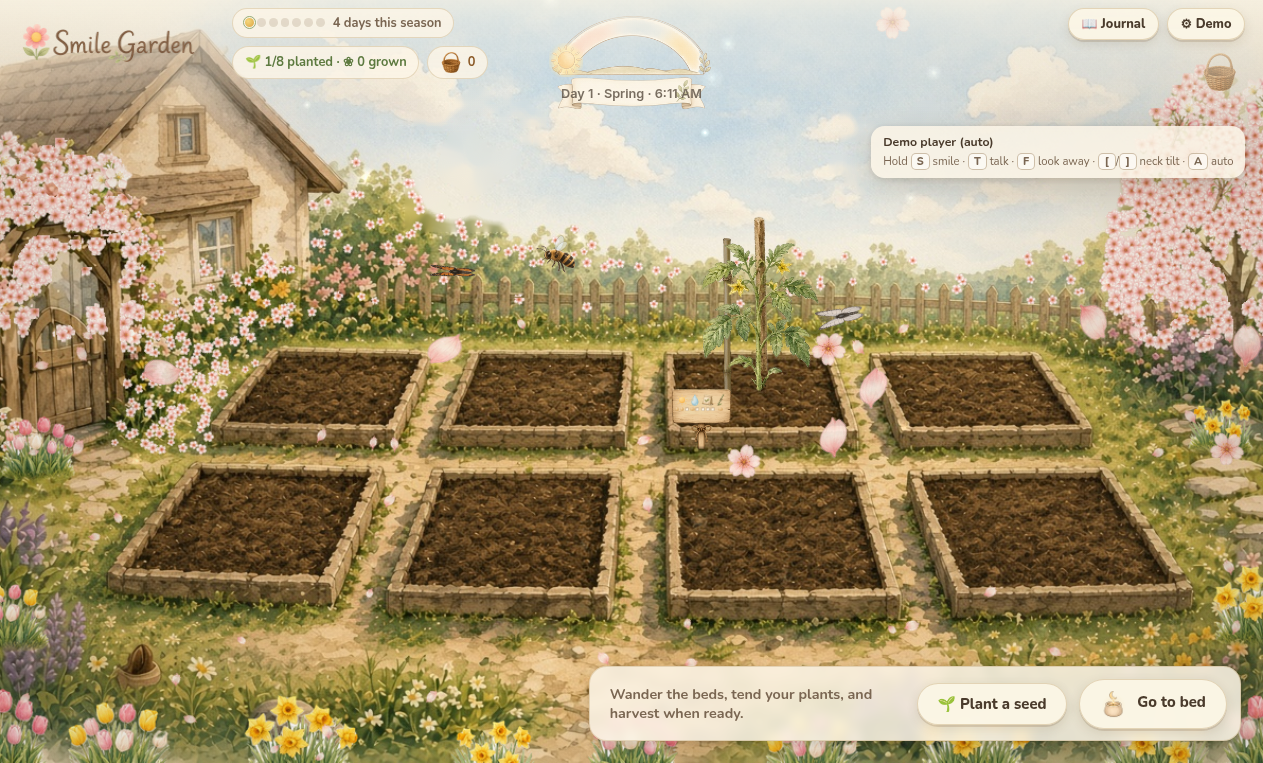 Smile Garden
4 days this season
1/8 planted · ❀ 0 grown
0
Day 1 · Spring · 6:11 AM
Journal
Demo
Demo player (auto)
Hold S smile · T talk · F look away · [ / ] neck tilt · A auto
Wander the beds, tend your plants, and
harvest when ready.
Plant a seed
Go to bed